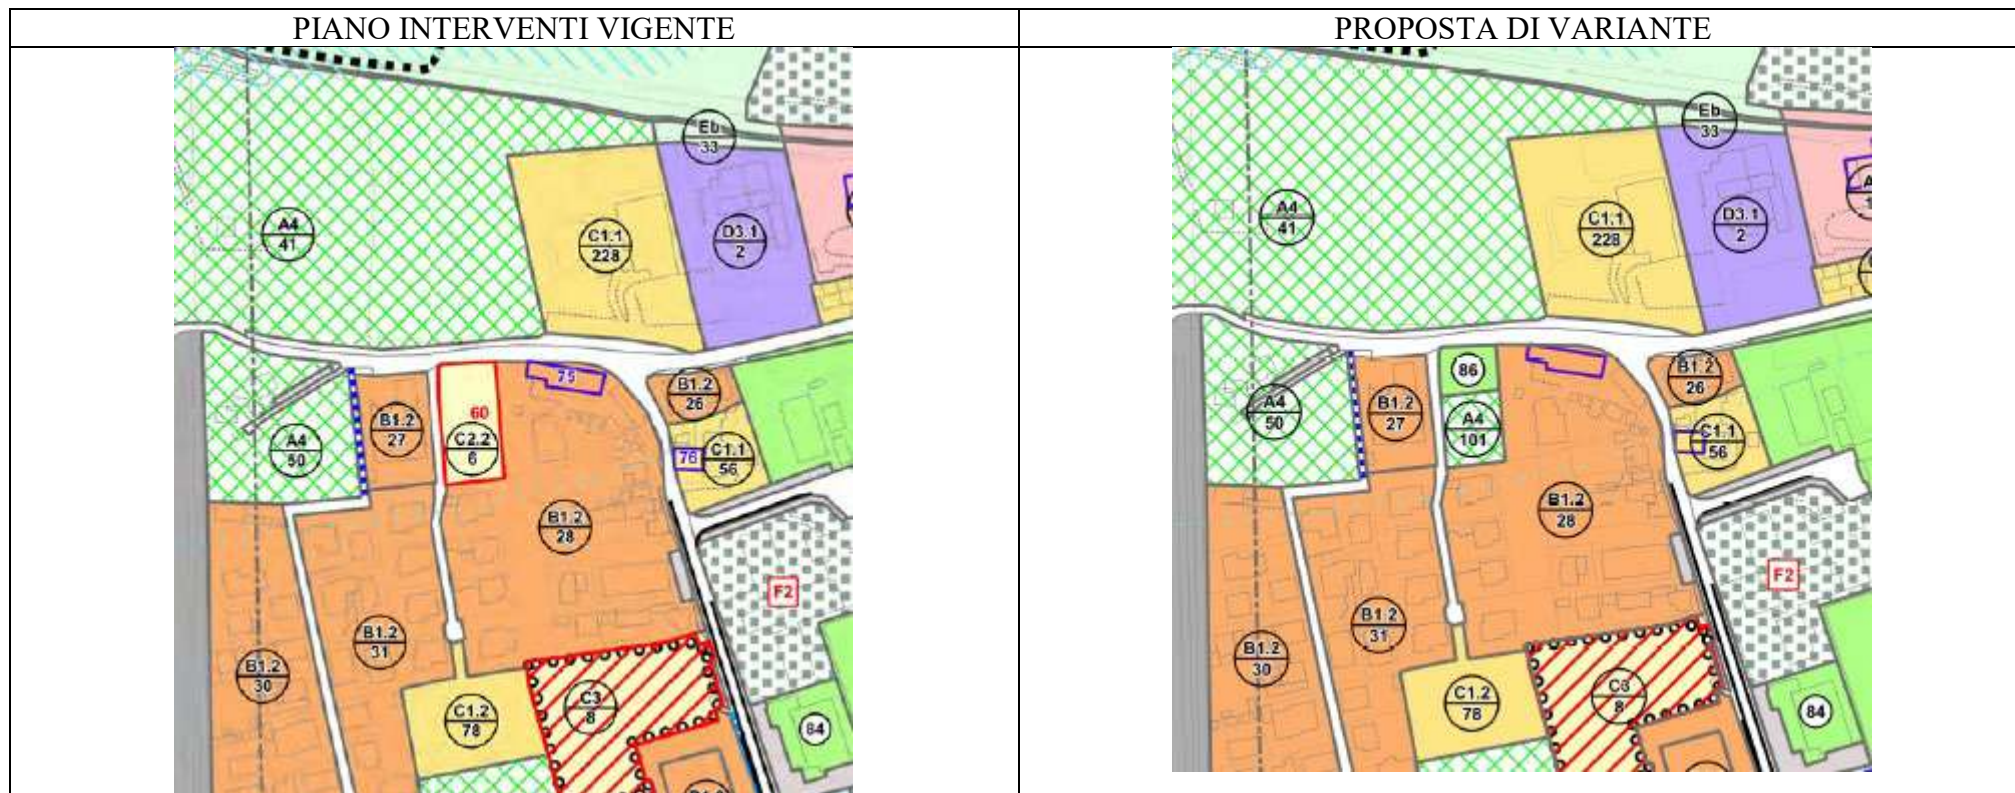 PIANO INTERVENTI VIGENTE
PROPOSTA DI VARIANTE
Eb
33
A4
41
C1.1
228
D3.1
2
75
B1.2
26
B1.2
27
60
C2.2
6
A4
50
76
C1.1
56
B1.2
28
F2
B1.2
31
B1.2
30
C3
8
C1.2
78
84
Eb
33
A4
41
C1.1
228
D3.1
2
86
B1.2
26
B1.2
27
A4
50
A4
101
C1.1
56
B1.2
28
F2
B1.2
31
B1.2
30
C3
8
C1.2
78
84